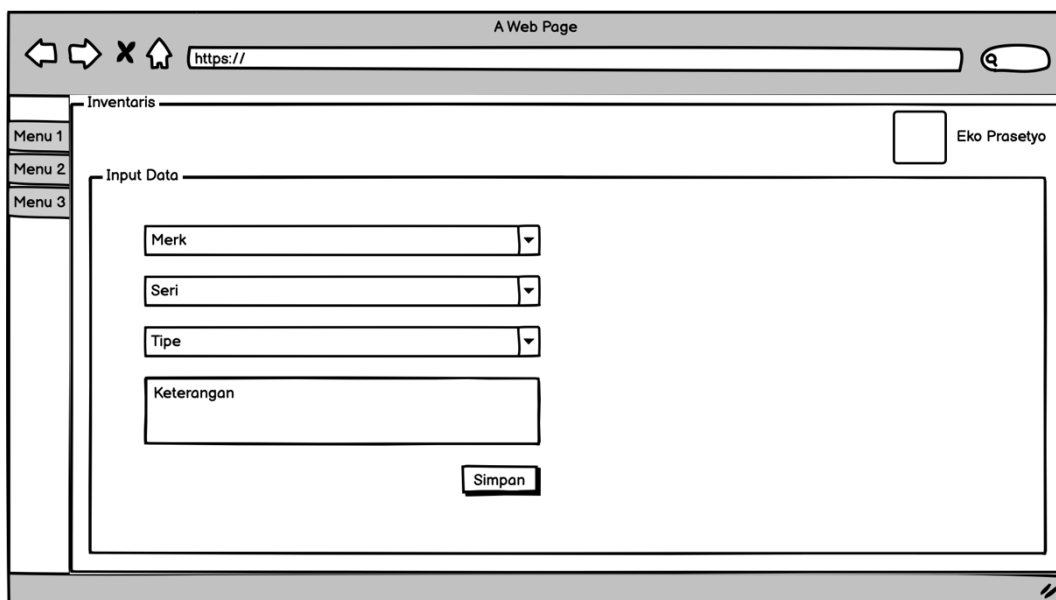 A Web Page
https://
Inventaris
Menu 1
Eko Prasetyo
Menu 2
Input Data
Menu 3
Merk
Seri
Tipe
Keterangan
Simpan